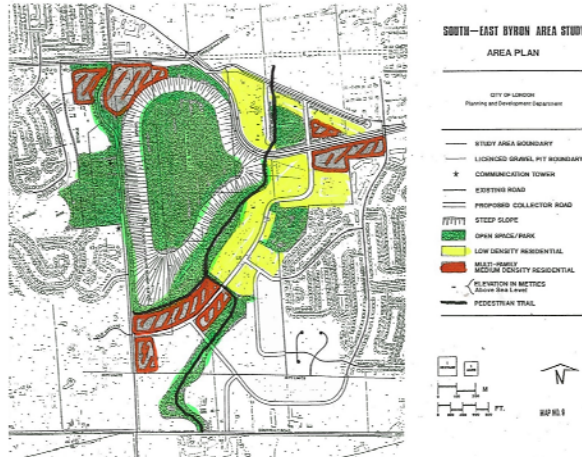 SOUTH-EAST BYRON AREA STUDY
AREA PLAN
CITY OF LONDON
Planning and Development Department
STUDY AREA BOUNDARY
LICENCED GRAVEL PIT BOUNDARY
COMMUNICATION TOWER
EXISTING ROAD
PROPOSED COLLECTOR ROAD
STEEP SLOPE
OPEN SPACE/PARK
LOW DENSITY RESIDENTIAL
MULTI-FAMILY
MEDIUM DENSITY RESIDENTIAL
ELEVATION IN METRES
Above Sea Level
PEDESTRIAN TRAIL
M
FT.
N
MAP NO.